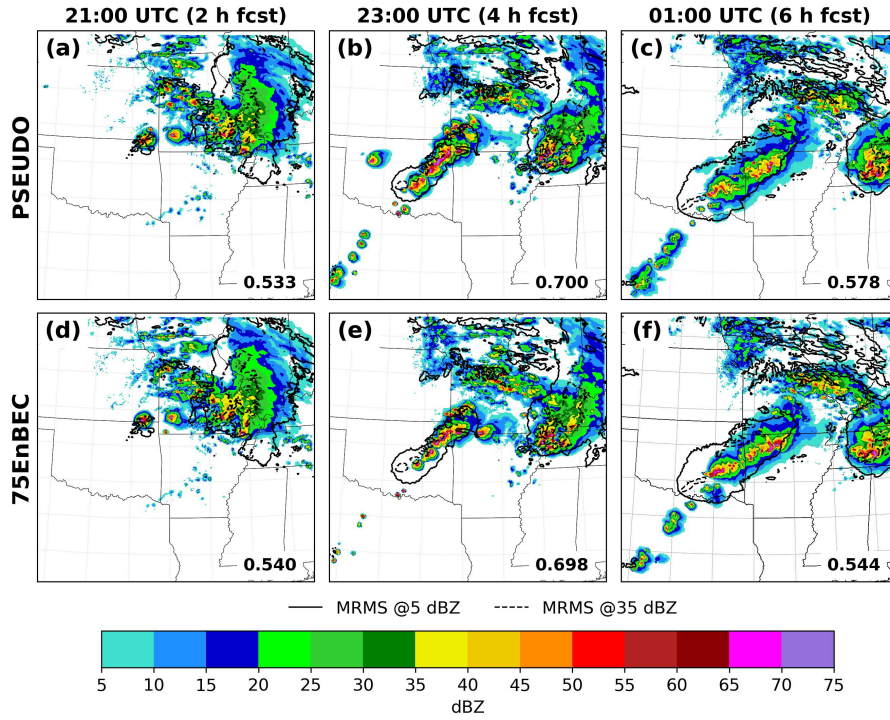 21:00 UTC (2 h fcst) 23:00 UTC (4 h fcst) 01:00 UTC (6 h fcst)
PSEUDO
(a) (b) (c)
0.533 0.700 0.578
75EnBEC
(d) (e) (f)
0.540 0.698 0.544
MRMS @5 dBZ MRMS @35 dBZ
5 10 15 20 25 30 35 40 45 50 55 60 65 70 75
dBZ